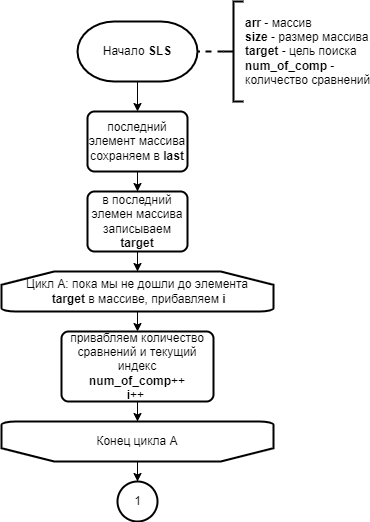 Начало SLS
arr - массив
size - размер массива
target - цель поиска
num_of_comp -
количество сравнений
последний
элемент массива
сохраняем в last
в последний
элемен массива
записываем
target
Цикл А: пока мы не дошли до элемента
target в массиве, прибавляем i
привабляем количество
сравнений и текущий
индекс
num_of_comp++
i++
Конец цикла А
1